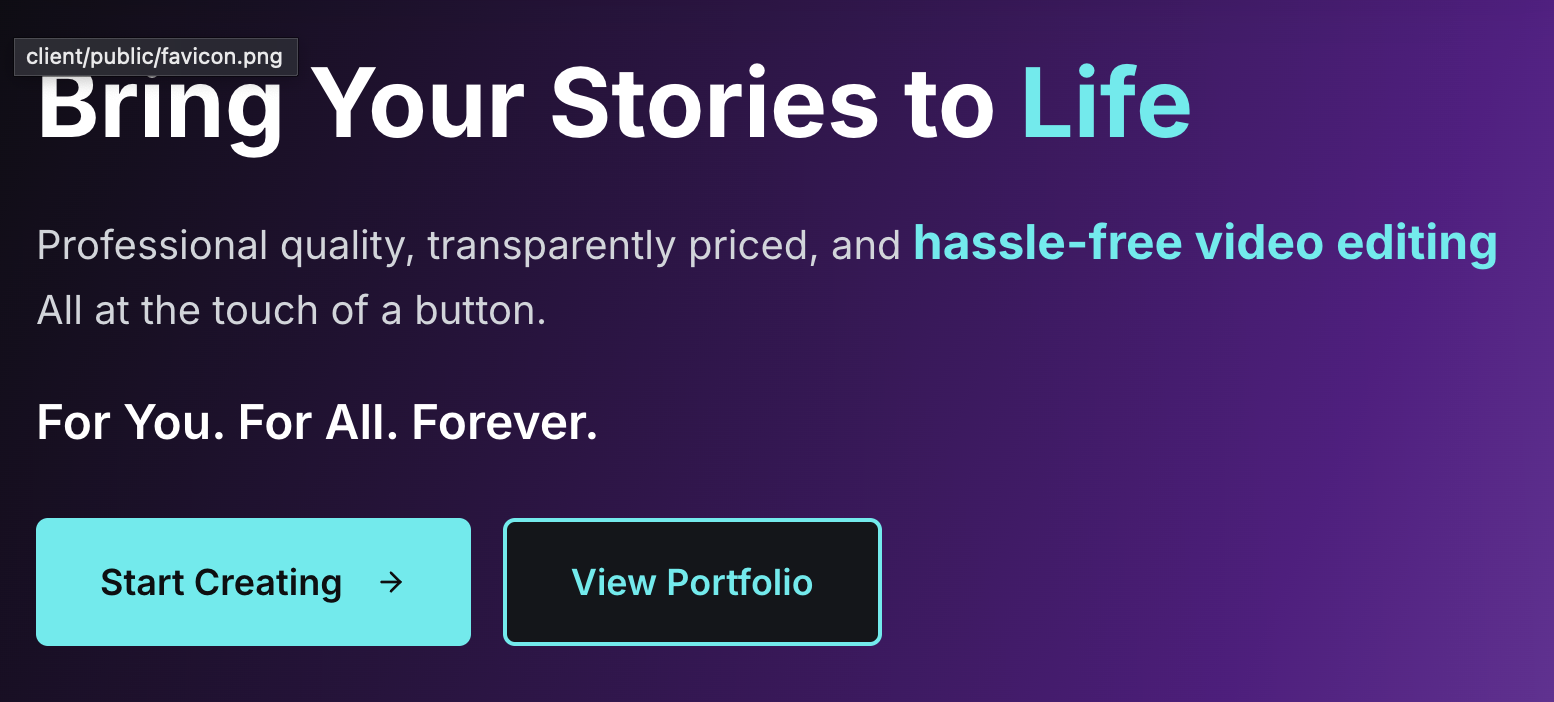 client/public/favicon.png
Bring Your Stories to Life
Professional quality, transparently priced, and hassle-free video editing
All at the touch of a button.
For You. For All. Forever.
Start Creating →
View Portfolio